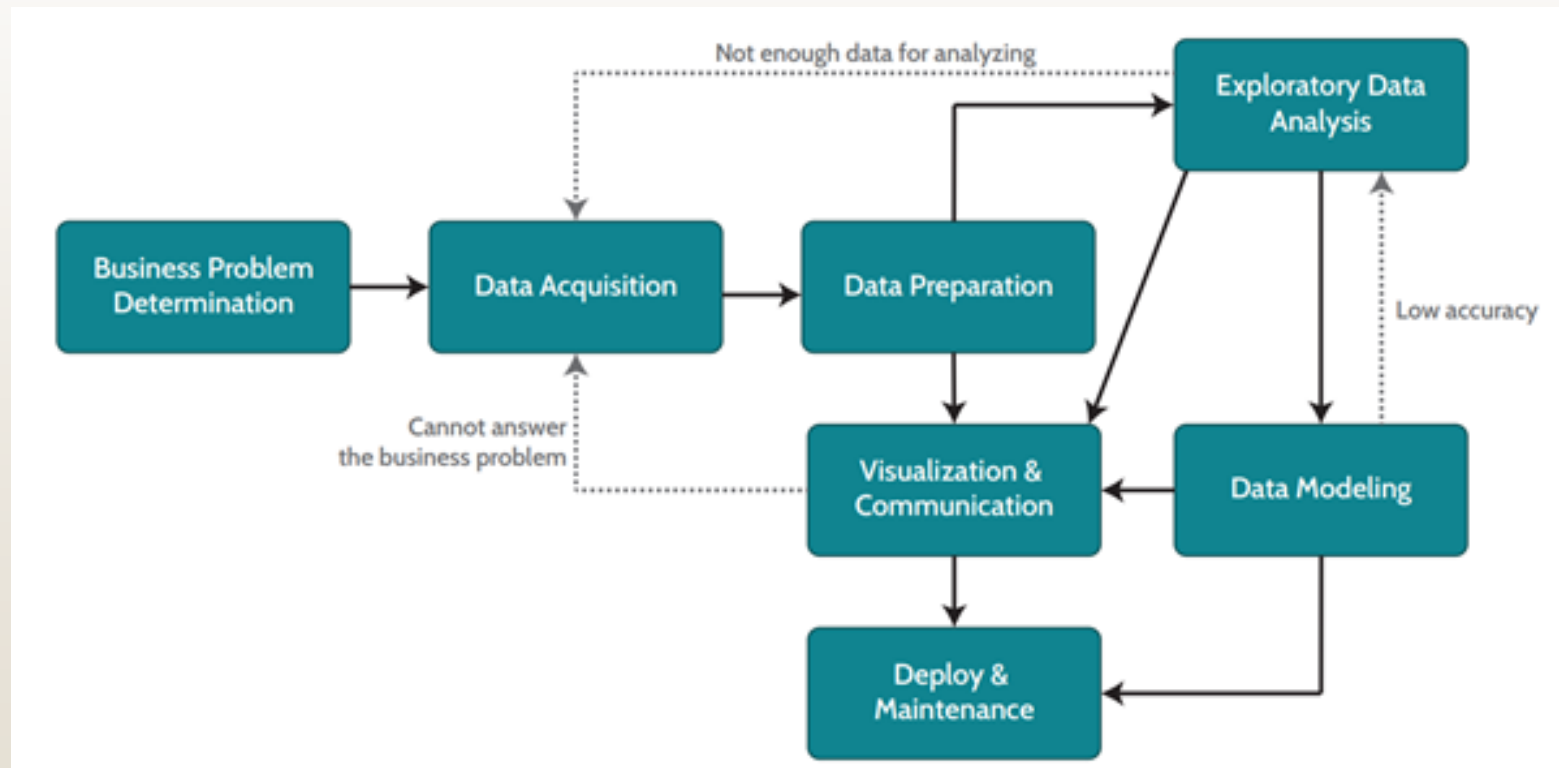 Not enough data for analyzing
Exploratory Data
Analysis
Business Problem
Determination
Data Acquisition
Data Preparation
Low accuracy
Cannot answer
the business problem
Visualization &
Communication
Data Modeling
Deploy &
Maintenance